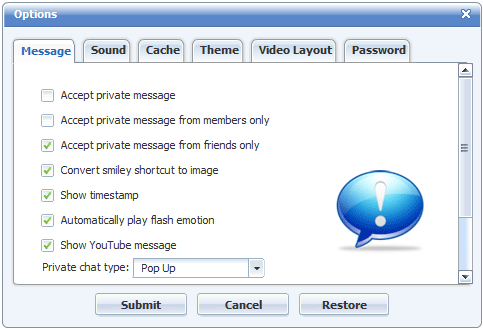 Options
Message Sound Cache Theme Video Layout Password
Accept private message
Accept private message from members only
Accept private message from friends only
Convert smiley shortcut to image
Show timestamp
Automatically play flash emotion
Show YouTube message
Private chat type: Pop Up
Submit Cancel Restore